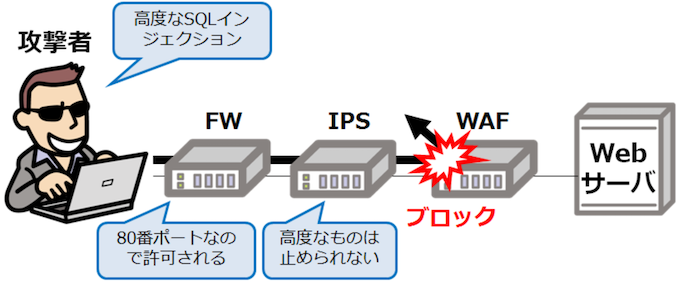 高度なSQLイン
ジェクション
攻撃者
FW
IPS
WAF
Web
サーバ
ブロック
80番ポートなの
で許可される
高度なものは
止められない